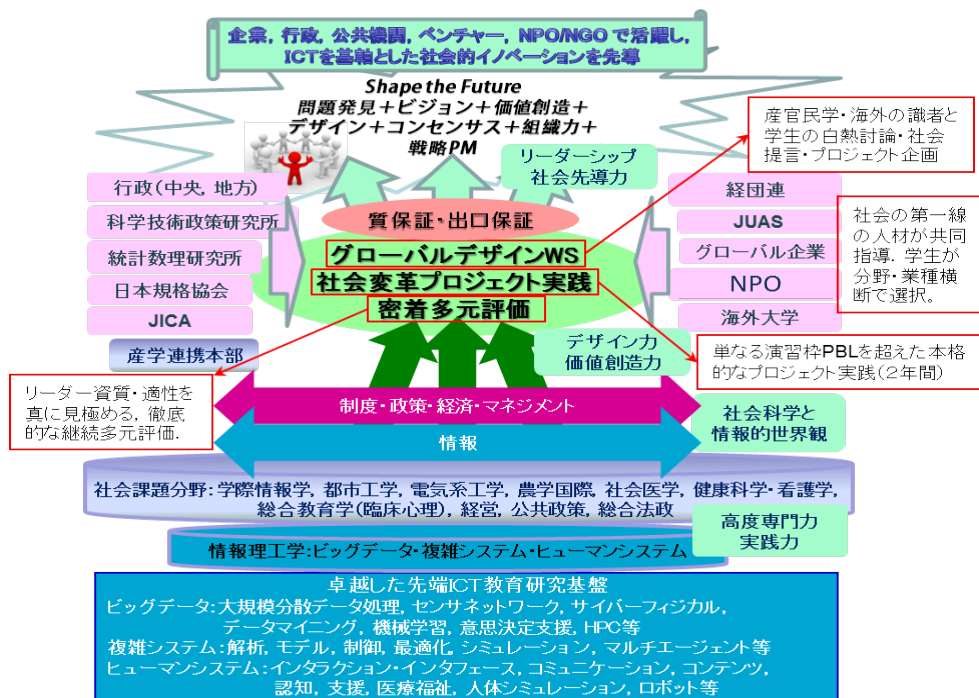 企業, 行政, 公共機関, ベンチャー, NPO/NGO で活躍し,
ICTを基軸とした社会的イノベーションを先導
Shape the Future
問題発見＋ビジョン＋価値創造＋
デザイン＋コンセンサス＋組織力＋
戦略PM
産官民学・海外の識者と
学生の白熱討論・社会
提言・プロジェクト企画
リーダーシップ
社会先導力
行政（中央, 地方）
科学技術政策研究所
統計数理研究所
日本規格協会
JICA
産学連携本部
質保証・出口保証
グローバルデザインWS
社会変革プロジェクト実践
密着多元評価
経団連
JUAS
グローバル企業
NPO
海外大学
社会の第一線
の人材が共同
指導. 学生が
分野・業種横
断で選択。
デザイン力
価値創造力
単なる演習枠PBLを超えた本格
的なプロジェクト実践（２年間）
リーダー資質・適性を
真に見極める, 徹底
的な継続多元評価.
制度・政策・経済・マネジメント
情報
社会科学と
情報的世界観
社会課題分野：学際情報学, 都市工学, 電気系工学, 農学国際, 社会医学, 健康科学・看護学,
総合教育学（臨床心理）, 経営, 公共政策, 総合法政
高度専門力
実践力
情報理工学：ビッグデータ・複雑システム・ヒューマンシステム
卓越した先端ICT教育研究基盤
ビッグデータ：大規模分散データ処理, センサネットワーク, サイバーフィジカル,
データマイニング, 機械学習, 意思決定支援, HPC等
複雑システム：解析, モデル, 制御, 最適化, シミュレーション, マルチエージェント等
ヒューマンシステム：インタラクション・インタフェース, コミュニケーション, コンテンツ,
認知, 支援, 医療福祉, 人体シミュレーション, ロボット等